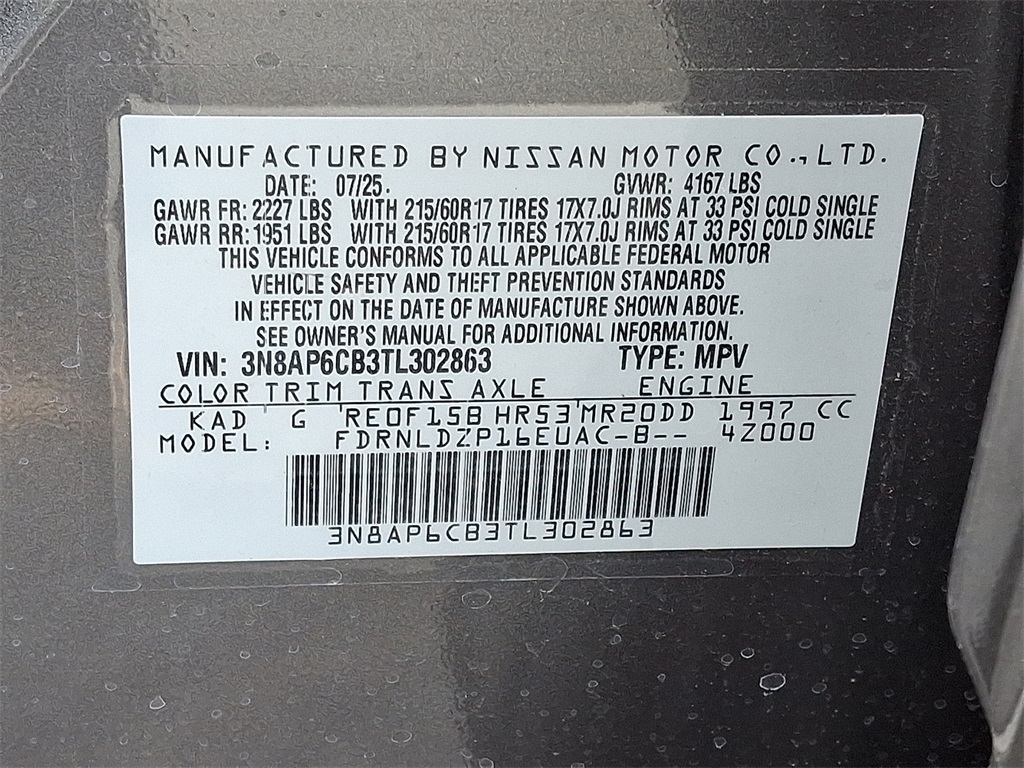 MANUFACTURED BY NISSAN MOTOR CO., LTD.
DATE: 07/25. GVWR: 4167 LBS
GAWR FR: 2227 LBS WITH 215/60R17 TIRES 17X7.0J RIMS AT 33 PSI COLD SINGLE
GAWR RR: 1951 LBS WITH 215/60R17 TIRES 17X7.0J RIMS AT 33 PSI COLD SINGLE
THIS VEHICLE CONFORMS TO ALL APPLICABLE FEDERAL MOTOR
VEHICLE SAFETY AND THEFT PREVENTION STANDARDS
IN EFFECT ON THE DATE OF MANUFACTURE SHOWN ABOVE.
SEE OWNER'S MANUAL FOR ADDITIONAL INFORMATION.
VIN: 3N8AP6CB3TL302863 TYPE: MPV
COLOR TRIM TRANS AXLE ENGINE
KAD G RE0F15B HR53 MR20DD 1997 CC
MODEL: FDRNLDZP16EUAC-B-- 4Z000
3N8AP6CB3TL302863